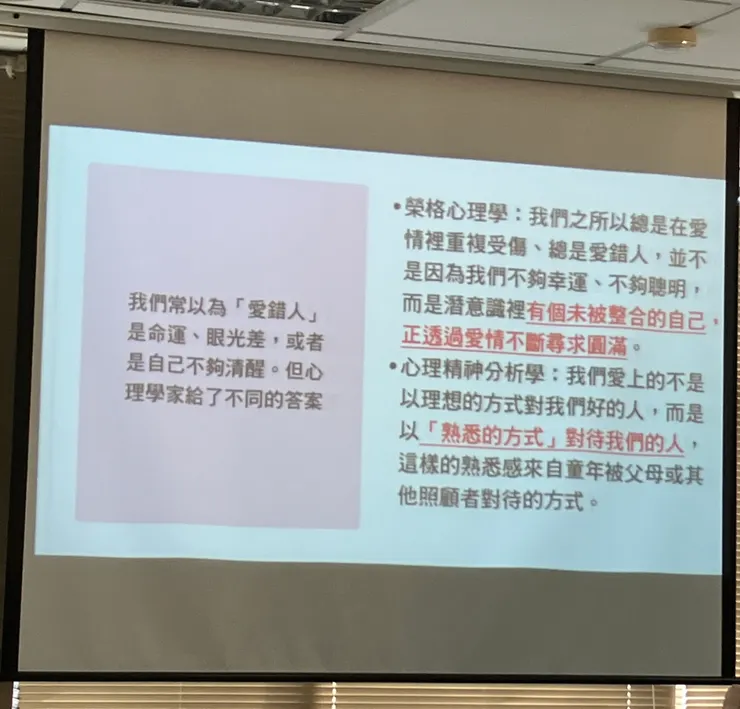 我們常以為「愛錯人」
是命運、眼光差，或者
是自己不夠清醒。但心
理學家給了不同的答案
•榮格心理學：我們之所以總是在愛
情裡重複受傷、總是愛錯人，並不
是因為我們不夠幸運、不夠聰明，
而是潛意識裡有個未被整合的自己，
正透過愛情不斷尋求圓滿。
•心理精神分析學：我們愛上的不是
以理想的方式對我們好的人，而是
以「熟悉的方式」對待我們的人，
這樣的熟悉感來自童年被父母或其
他照顧者對待的方式。